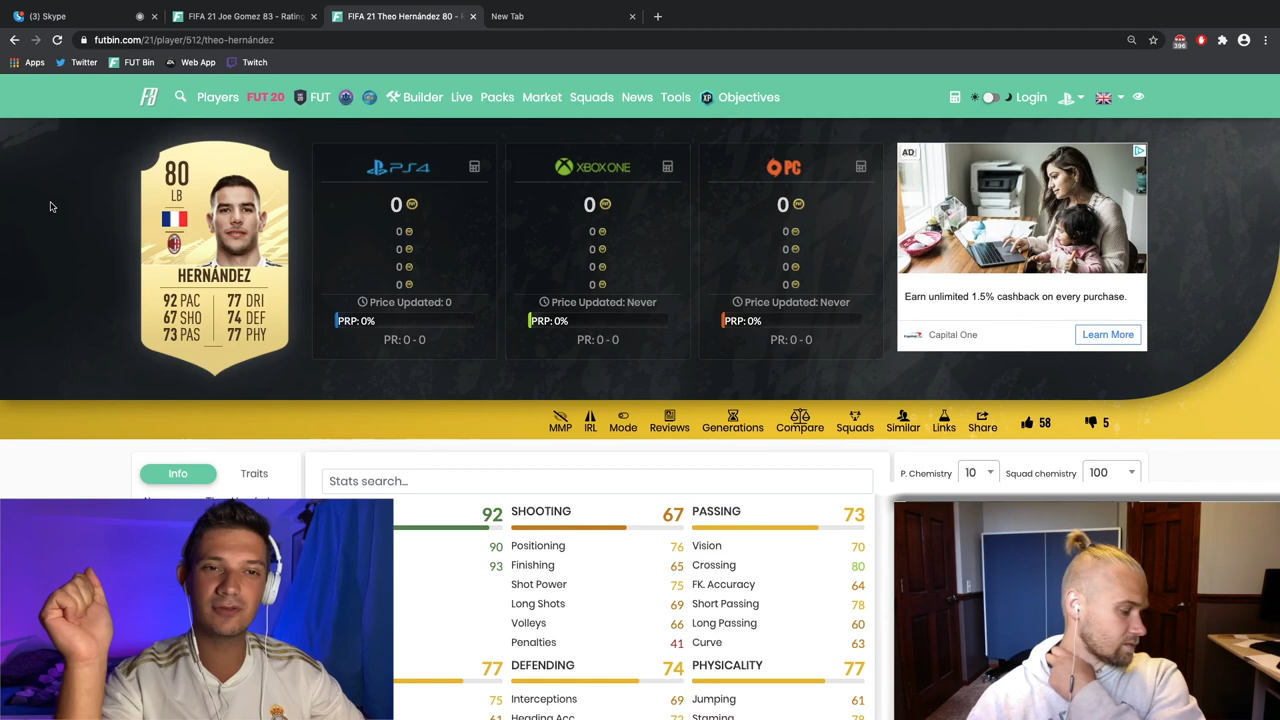 (3) Skype
FIFA 21 Joe Gomez 83 - Rating
FIFA 21 Theo Hernández 80 -
New Tab
futbin.com/21/player/512/theo-hernández
396
Apps Twitter FUT Bin Web App Twitch
F8 Players FUT 20 FUT Builder Live Packs Market Squads News Tools XP Objectives Login
80
LB
HERNÁNDEZ
92 PAC 77 DRI
67 SHO 74 DEF
73 PAS 77 PHY
PS4
0
0
0
0
0
Price Updated: 0
PRP: 0%
PR: 0 - 0
XBOX ONE
0
0
0
0
0
Price Updated: Never
PRP: 0%
PR: 0 - 0
PC
0
0
0
0
0
Price Updated: Never
PRP: 0%
PR: 0 - 0
AD
Earn unlimited 1.5% cashback on every purchase.
Capital One
Learn More
MMP IRL Mode Reviews Generations Compare Squads Similar Links Share 58 5
Info Traits
Stats search...
P. Chemistry 10 Squad chemistry 100
92 SHOOTING 67 PASSING 73
90 Positioning 76 Vision 70
93 Finishing 65 Crossing 80
Shot Power 75 FK. Accuracy 64
Long Shots 69 Short Passing 78
Volleys 66 Long Passing 60
Penalties 41 Curve 63
77 DEFENDING 74 PHYSICALITY 77
75 Interceptions 69 Jumping 61
61 Heading Acc. 72 Stamina 78